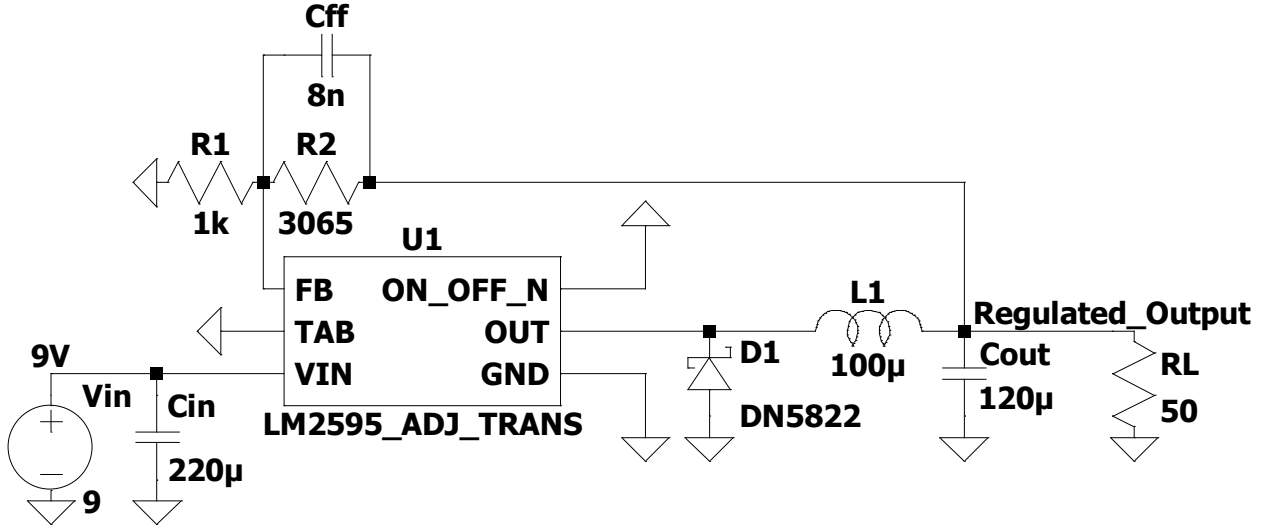 Cff
8n
R1
R2
1k
3065
U1
FB
ON_OFF_N
TAB
OUT
VIN
GND
LM2595_ADJ_TRANS
9V
Vin
Cin
220µ
9
L1
100µ
D1
DN5822
Regulated_Output
Cout
120µ
RL
50